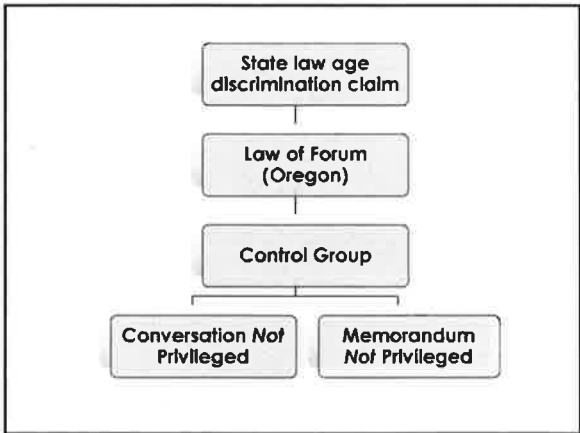 State law age
discrimination claim
Law of Forum
(Oregon)
Control Group
Conversation Not
Privileged
Memorandum
Not Privileged